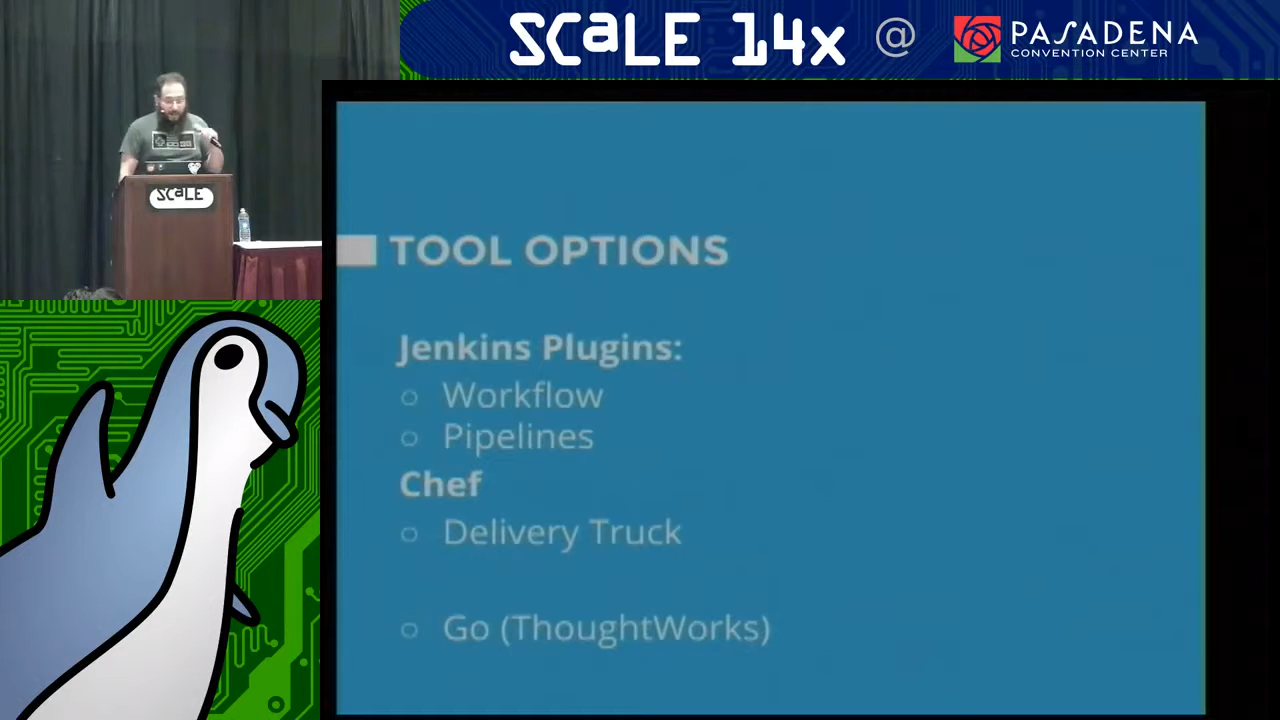 SCaLE 14x @ PASADENA
CONVENTION CENTER
SCaLE
TOOL OPTIONS
Jenkins Plugins:
○ Workflow
○ Pipelines
Chef
○ Delivery Truck
○ Go (ThoughtWorks)